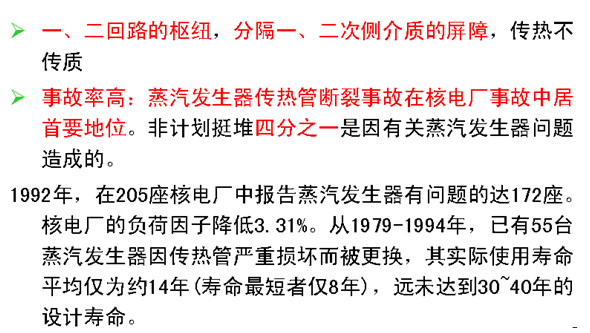 ➢ 一、二回路的枢纽，分隔一、二次侧介质的屏障，传热不
传质
➢ 事故率高：蒸汽发生器传热管断裂事故在核电厂事故中居
首要地位。非计划挺堆四分之一是因有关蒸汽发生器问题
造成的。
1992年，在205座核电厂中报告蒸汽发生器有问题的达172座。
核电厂的负荷因子降低3.31%。从1979-1994年，已有55台
蒸汽发生器因传热管严重损坏而被更换，其实际使用寿命
平均仅为约14年(寿命最短者仅8年)，远未达到30~40年的
设计寿命。